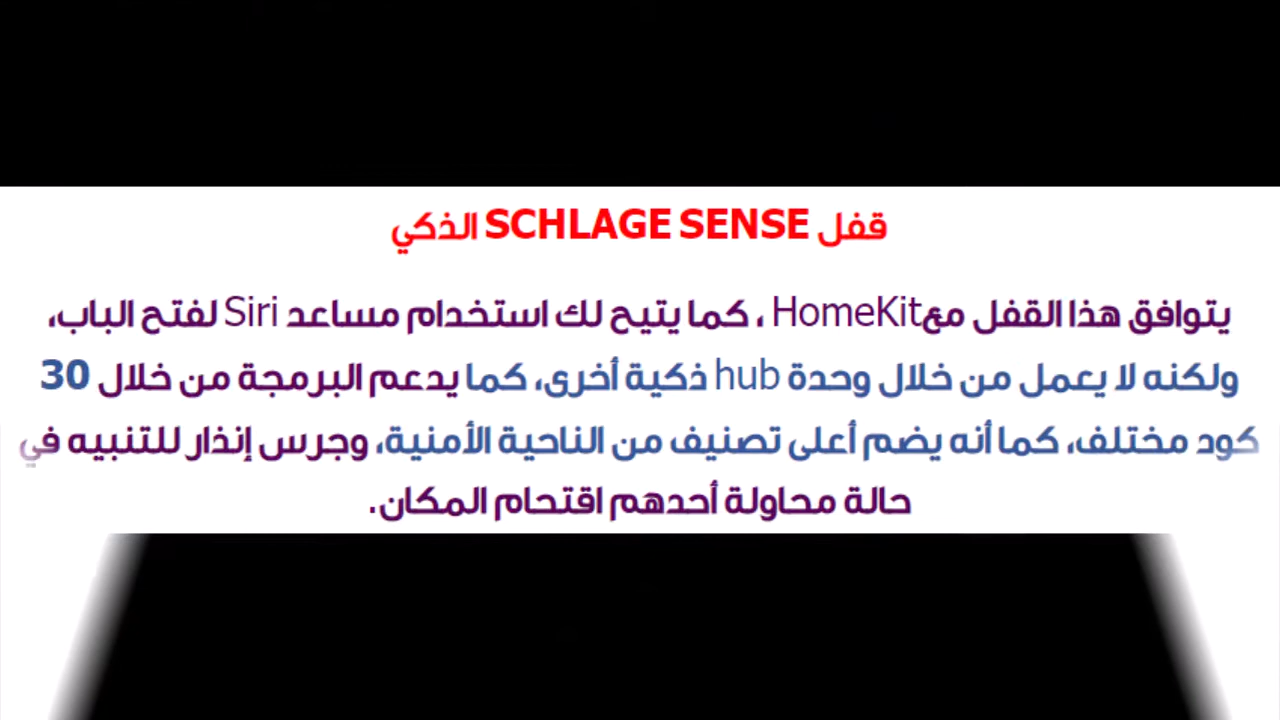 قفل SCHLAGE SENSE الذكي
يتوافق هذا القفل معHomeKit ، كما يتيح لك استخدام مساعد Siri لفتح الباب،
ولكنه لا يعمل من خلال وحدة hub ذكية أخرى، كما يدعم البرمجة من خلال 30
كود مختلف، كما أنه يضم أعلى تصنيف من الناحية الأمنية، وجرس إنذار للتنبيه في
حالة محاولة أحدهم اقتحام المكان.